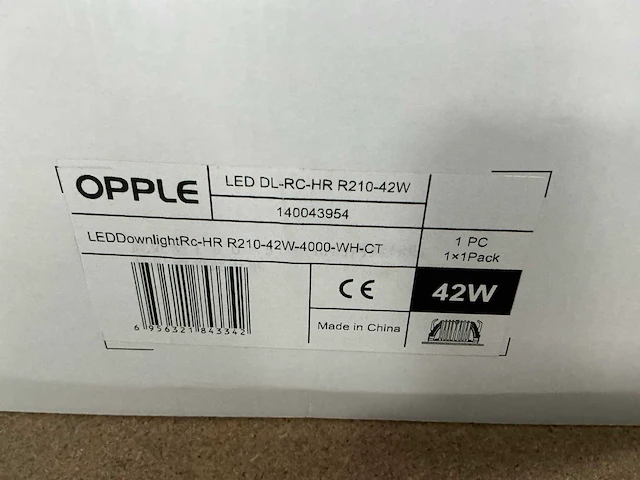 OPPLE
LED DL-RC-HR R210-42W
140043954
LEDDownlightRc-HR R210-42W-4000-WH-CT
1 PC
1×1Pack
6 956321 843342
CE
Made in China
42W